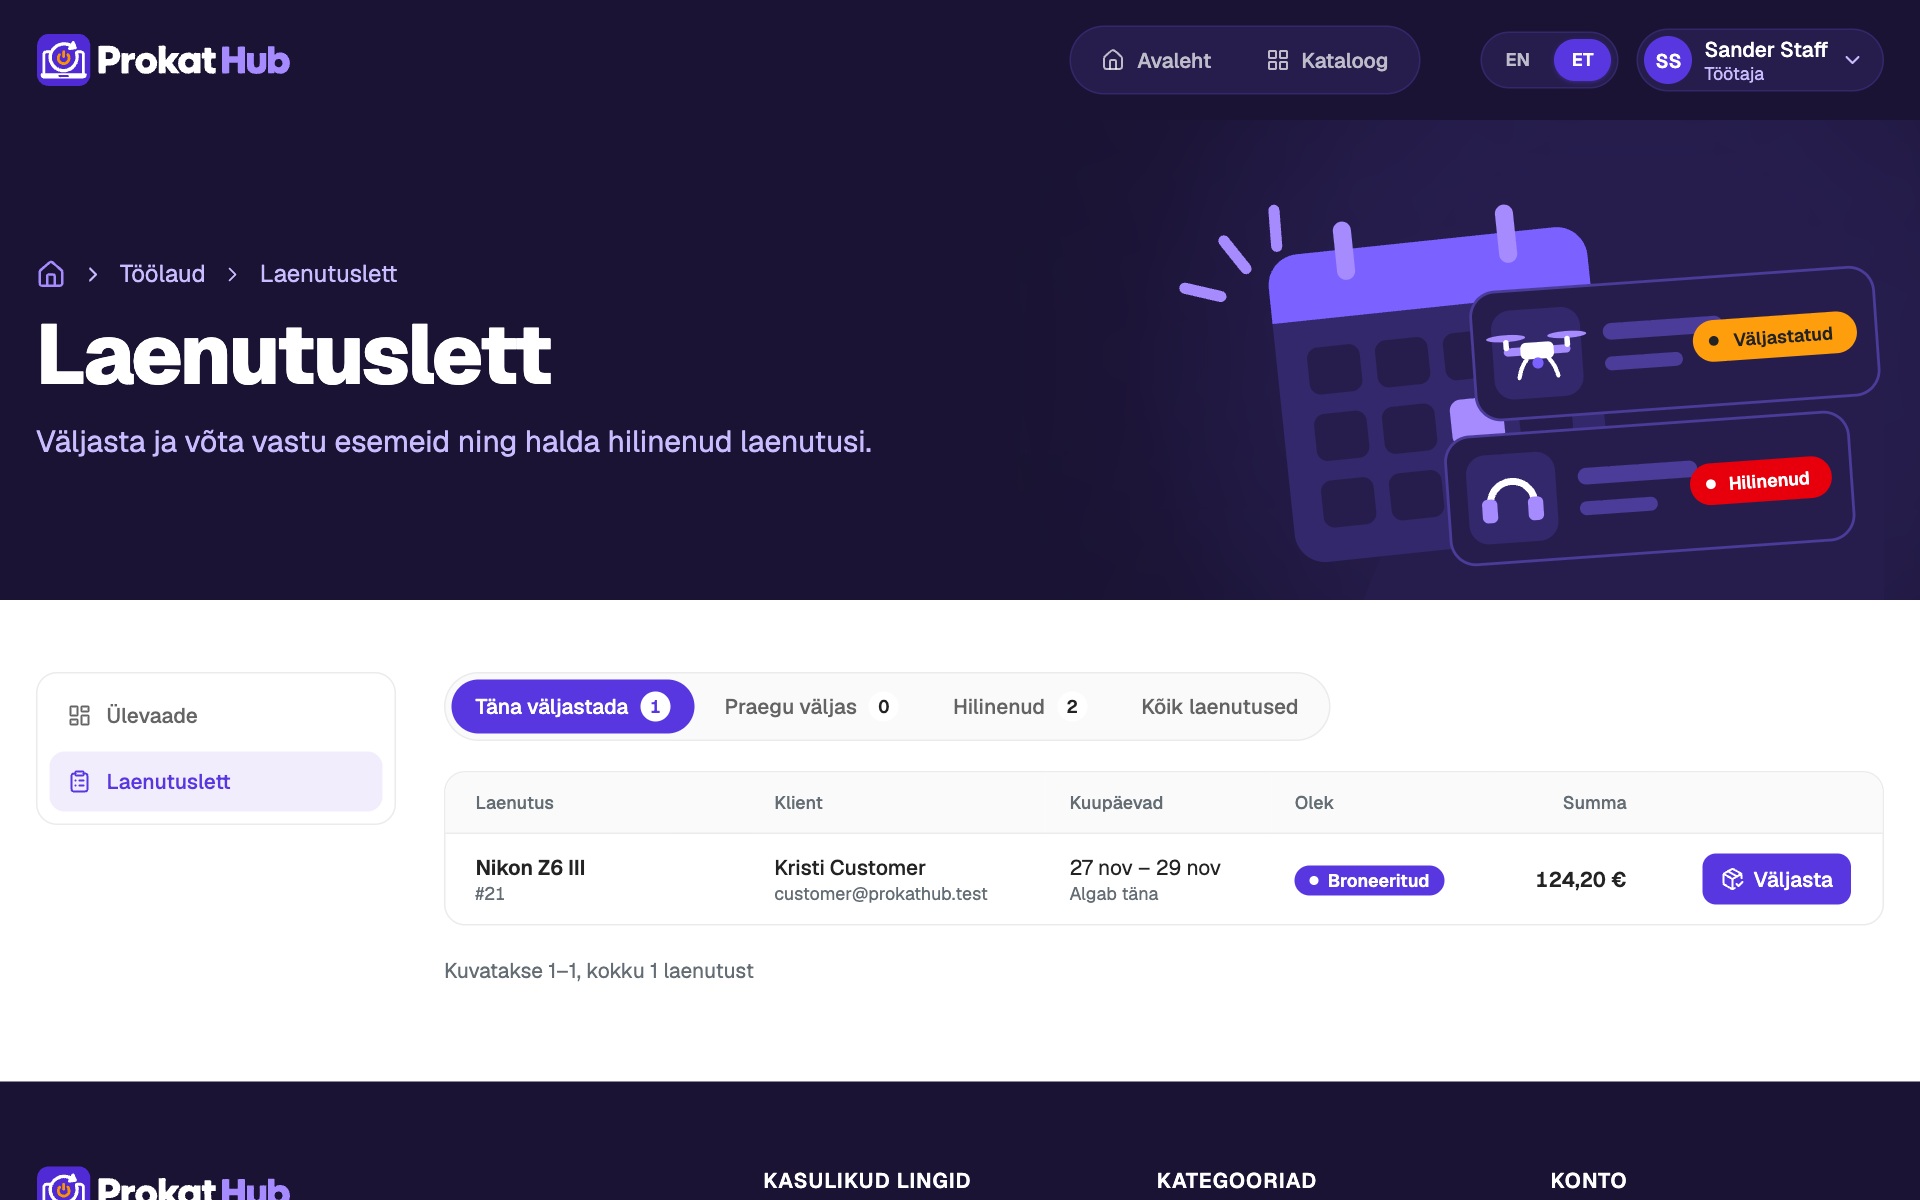 ProkatHub
Avaleht
Kataloog
EN
ET
SS
Sander Staff
Töötaja
Töölaud
Laenutuslett
Laenutuslett
Väljasta ja võta vastu esemeid ning halda hilinenud laenutusi.
Väljastatud
Hilinenud
Ülevaade
Laenutuslett
Täna väljastada 1
Praegu väljas 0
Hilinenud 2
Kõik laenutused
Laenutus Klient Kuupäevad Olek Summa
Nikon Z6 III Kristi Customer 27 nov – 29 nov Broneeritud 124,20 € Väljasta
#21 customer@prokathub.test Algab täna
Kuvatakse 1–1, kokku 1 laenutust
ProkatHub
KASULIKUD LINGID
KATEGOORIAD
KONTO